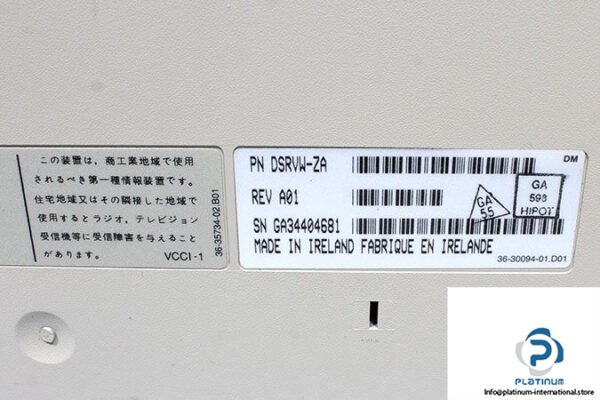 この装置は、商工業地域で使用
されるべき第一種情報装置です。
住宅地域又はその隣接した地域で
使用するとラジオ、テレビジョン
受信機等に受信障害を与えること
があります。
VCCI-1
36-35734-02.B01
PN DSRVW-ZA
DM
REV A01
SN GA34404681
GA
55
GA
598
HIPOT
MADE IN IRELAND FABRIQUE EN IRELANDE
36-30094-01.D01
PLATINUM
info@platinum-international.store